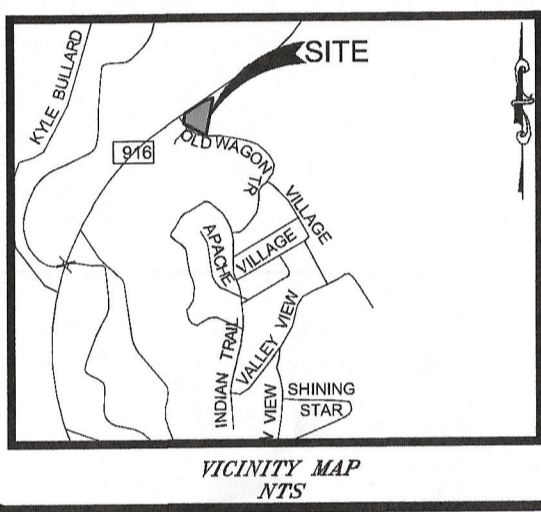 SITE
KYLE BULLARD
916
OLD WAGON TR
VILLAGE
APACHE
VILLAGE
INDIAN TRAIL
VALLEY VIEW
VIEW
SHINING
STAR
VICINITY MAP
NTS